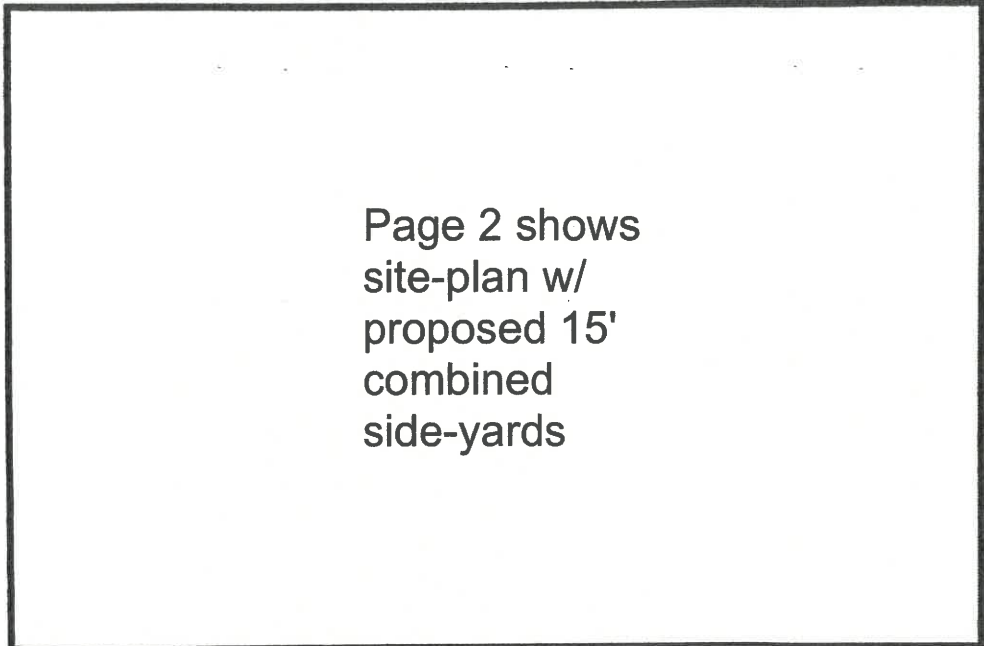 Page 2 shows
site-plan w/
proposed 15'
combined
side-yards